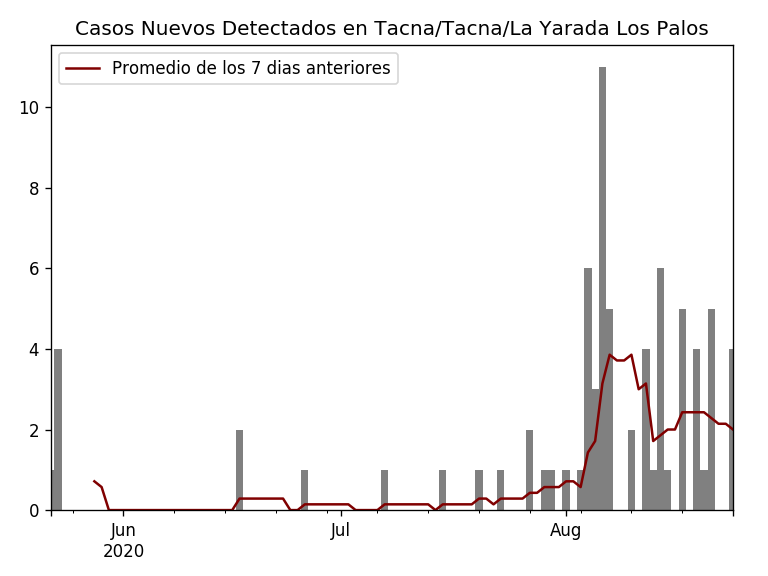 Casos Nuevos Detectados en Tacna/Tacna/La Yarada Los Palos
Promedio de los 7 dias anteriores
10
8
6
4
2
0
Jun
2020
Jul
Aug